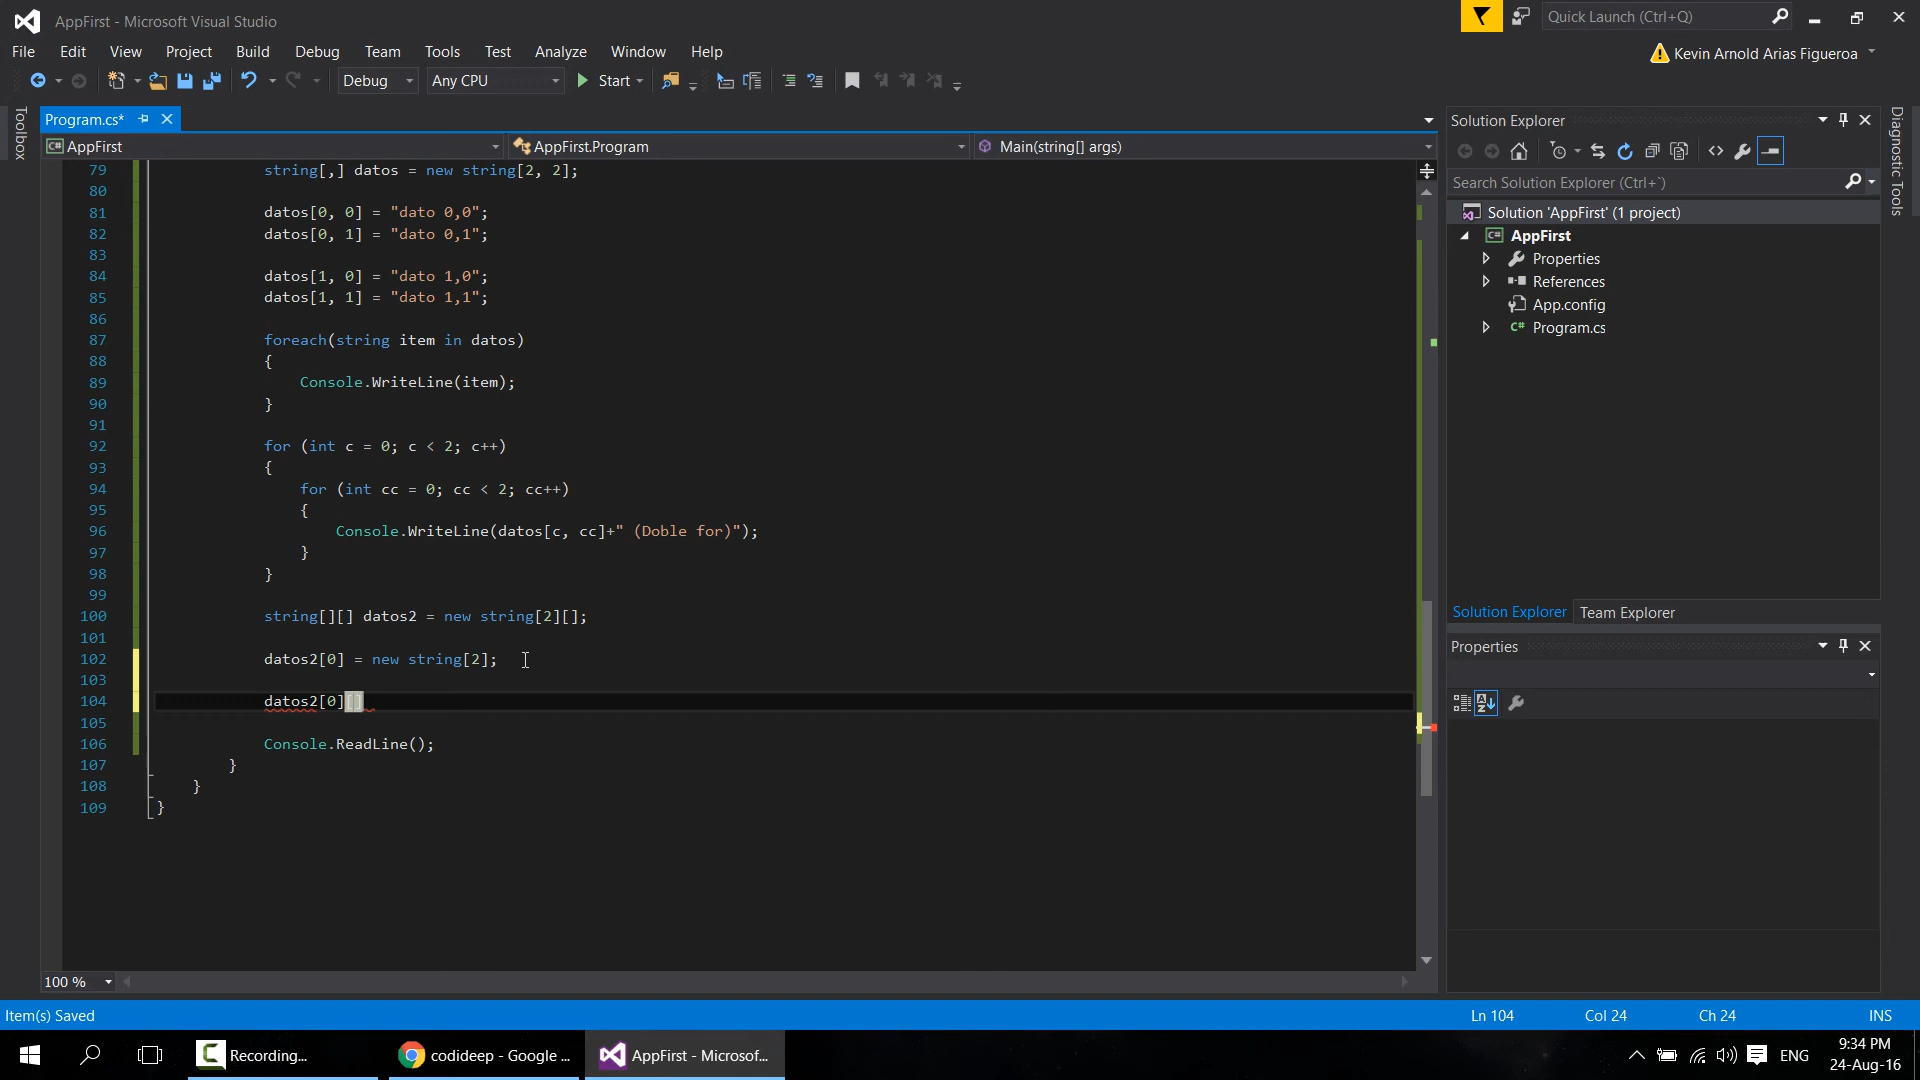 AppFirst - Microsoft Visual Studio
Quick Launch (Ctrl+Q)
File Edit View Project Build Debug Team Tools Test Analyze Window Help
Kevin Arnold Arias Figueroa
Debug Any CPU Start
Toolbox
Program.cs*
AppFirst AppFirst.Program Main(string[] args)
79 string[,] datos = new string[2, 2];
80
81 datos[0, 0] = "dato 0,0";
82 datos[0, 1] = "dato 0,1";
83
84 datos[1, 0] = "dato 1,0";
85 datos[1, 1] = "dato 1,1";
86
87 foreach(string item in datos)
88 {
89 Console.WriteLine(item);
90 }
91
92 for (int c = 0; c < 2; c++)
93 {
94 for (int cc = 0; cc < 2; cc++)
95 {
96 Console.WriteLine(datos[c, cc]+" (Doble for)");
97 }
98 }
99
100 string[][] datos2 = new string[2][];
101
102 datos2[0] = new string[2];
103
104 datos2[0][]
105
106 Console.ReadLine();
107 }
108 }
109 }
100 %
Solution Explorer
Search Solution Explorer (Ctrl+`)
Solution 'AppFirst' (1 project)
C# AppFirst
Properties
References
App.config
C# Program.cs
Solution Explorer Team Explorer
Properties
Diagnostic Tools
Item(s) Saved Ln 104 Col 24 Ch 24 INS
Recording... codideep - Google ... AppFirst - Microsof... ENG
9:34 PM
24-Aug-16